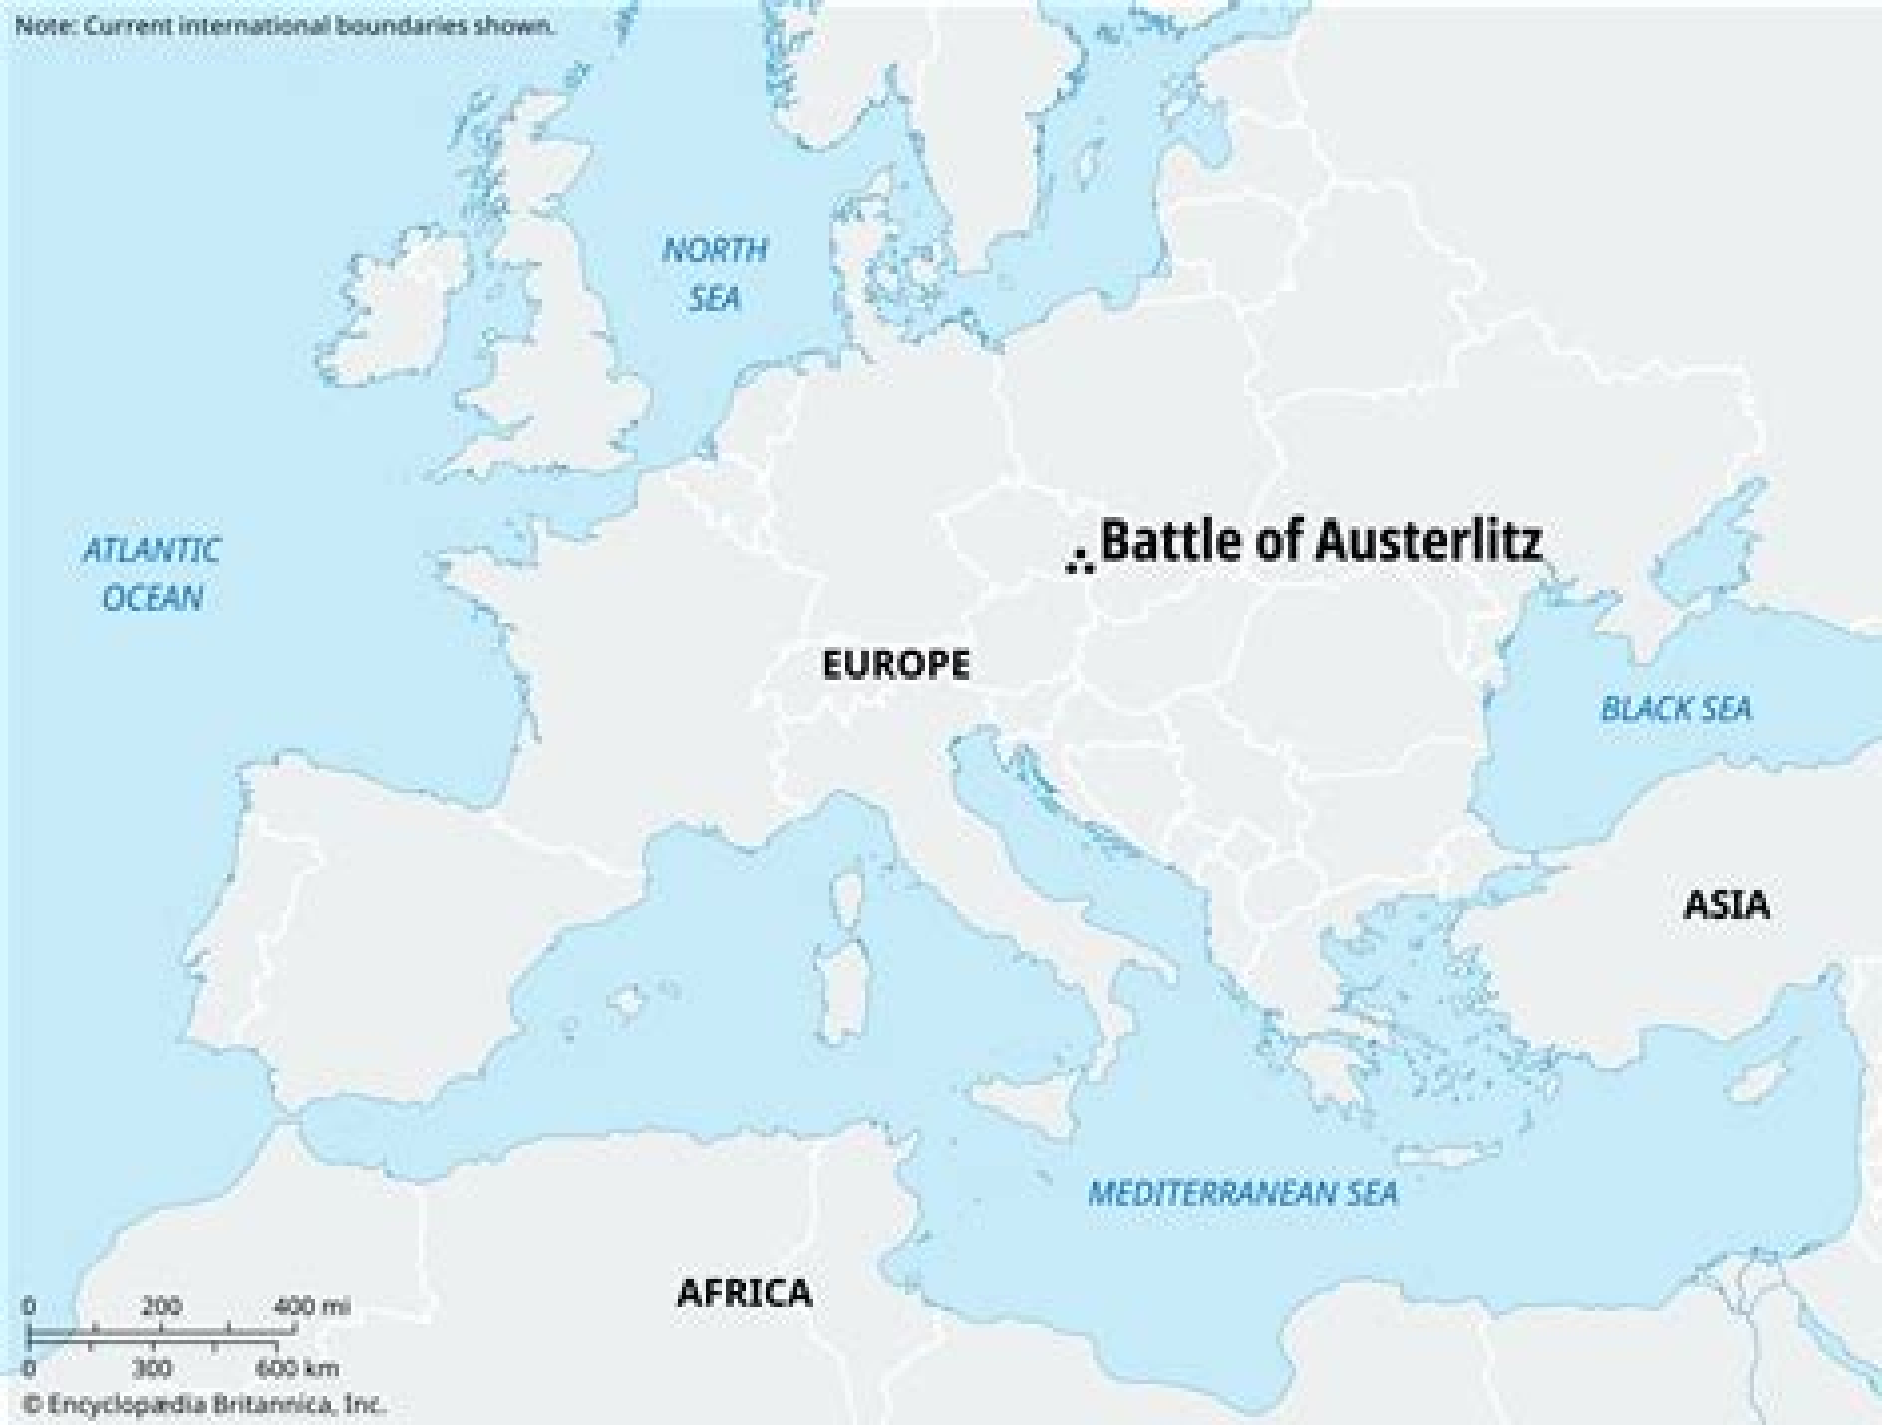 Note: Current international boundaries shown.
NORTH
SEA
ATLANTIC
OCEAN
Battle of Austerlitz
EUROPE
BLACK SEA
ASIA
MEDITERRANEAN SEA
AFRICA
0 200 400 mi
0 300 600 km
© Encyclopædia Britannica, Inc.